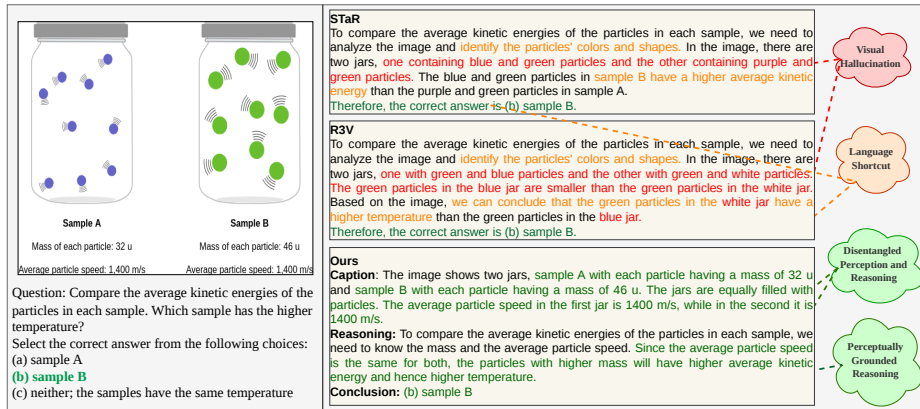 Sample A
Mass of each particle: 32 u
Average particle speed: 1,400 m/s
Sample B
Mass of each particle: 46 u
Average particle speed: 1,400 m/s
Question: Compare the average kinetic energies of the
particles in each sample. Which sample has the higher
temperature?
Select the correct answer from the following choices:
(a) sample A
(b) sample B
(c) neither; the samples have the same temperature
STaR
To compare the average kinetic energies of the particles in each sample, we need to
analyze the image and identify the particles' colors and shapes. In the image, there are
two jars, one containing blue and green particles and the other containing purple and
green particles. The blue and green particles in sample B have a higher average kinetic
energy than the purple and green particles in sample A.
Therefore, the correct answer is (b) sample B.
R3V
To compare the average kinetic energies of the particles in each sample, we need to
analyze the image and identify the particles' colors and shapes. In the image, there are
two jars, one with green and blue particles and the other with green and white particles.
The green particles in the blue jar are smaller than the green particles in the white jar.
Based on the image, we can conclude that the green particles in the white jar have a
higher temperature than the green particles in the blue jar.
Therefore, the correct answer is (b) sample B.
Ours
Caption: The image shows two jars, sample A with each particle having a mass of 32 u
and sample B with each particle having a mass of 46 u. The jars are equally filled with
particles. The average particle speed in the first jar is 1400 m/s, while in the second it is
1400 m/s.
Reasoning: To compare the average kinetic energies of the particles in each sample, we
need to know the mass and the average particle speed. Since the average particle speed
is the same for both, the particles with higher mass will have higher average kinetic
energy and hence higher temperature.
Conclusion: (b) sample B
Visual
Hallucination
Language
Shortcut
Disentangled
Perception and
Reasoning
Perceptually
Grounded
Reasoning